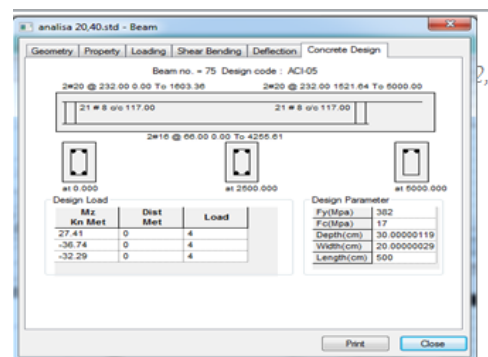 analisa 20,40.std - Beam
Geometry Property Loading Shear Bending Deflection Concrete Design
2,
Beam no. = 75 Design code : ACI-05
2#20 @ 232.00 0.00 To 1603.36 2#20 @ 232.00 1521.64 To 5000.00
21 # 8 c/c 117.00 21 # 8 c/c 117.00
2#16 @ 66.00 0.00 To 4255.61
at 0.000 at 2500.000 at 5000.000
Design Load Design Parameter
Mz Dist Load
Kn Met Met
27.41 0 4
-36.74 0 4
-32.29 0 4
Fy(Mpa) 382
Fc(Mpa) 17
Depth(cm) 30.00000119
Width(cm) 20.00000029
Length(cm) 500
Print Close